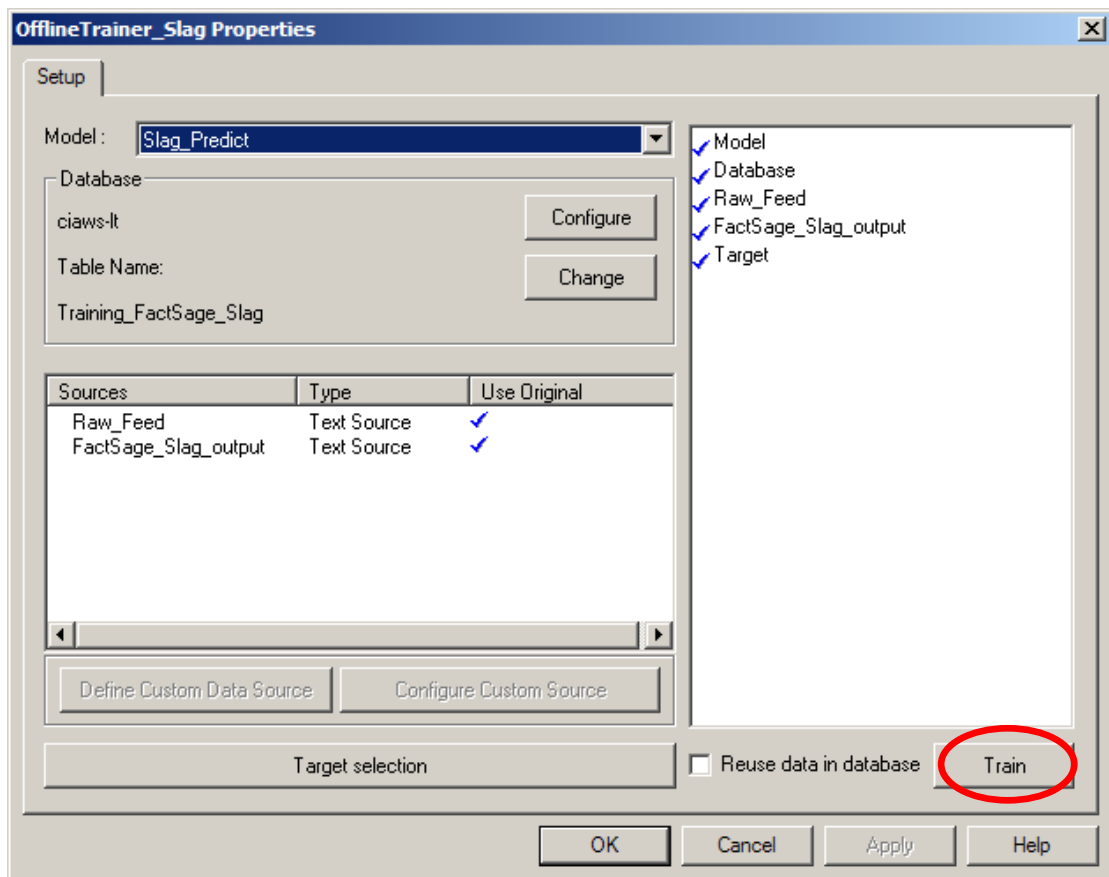 OfflineTrainer_Slag Properties
Setup
Model :
Slag_Predict
Database
ciaws-lt
Configure
Table Name:
Change
Training_FactSage_Slag
Sources Type Use Original
Raw_Feed Text Source
FactSage_Slag_output Text Source
Define Custom Data Source
Configure Custom Source
Target selection
Model
Database
Raw_Feed
FactSage_Slag_output
Target
Reuse data in database
Train
OK
Cancel
Apply
Help